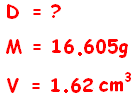 D = ?
M = 16.605g
V = 1.62 cm³